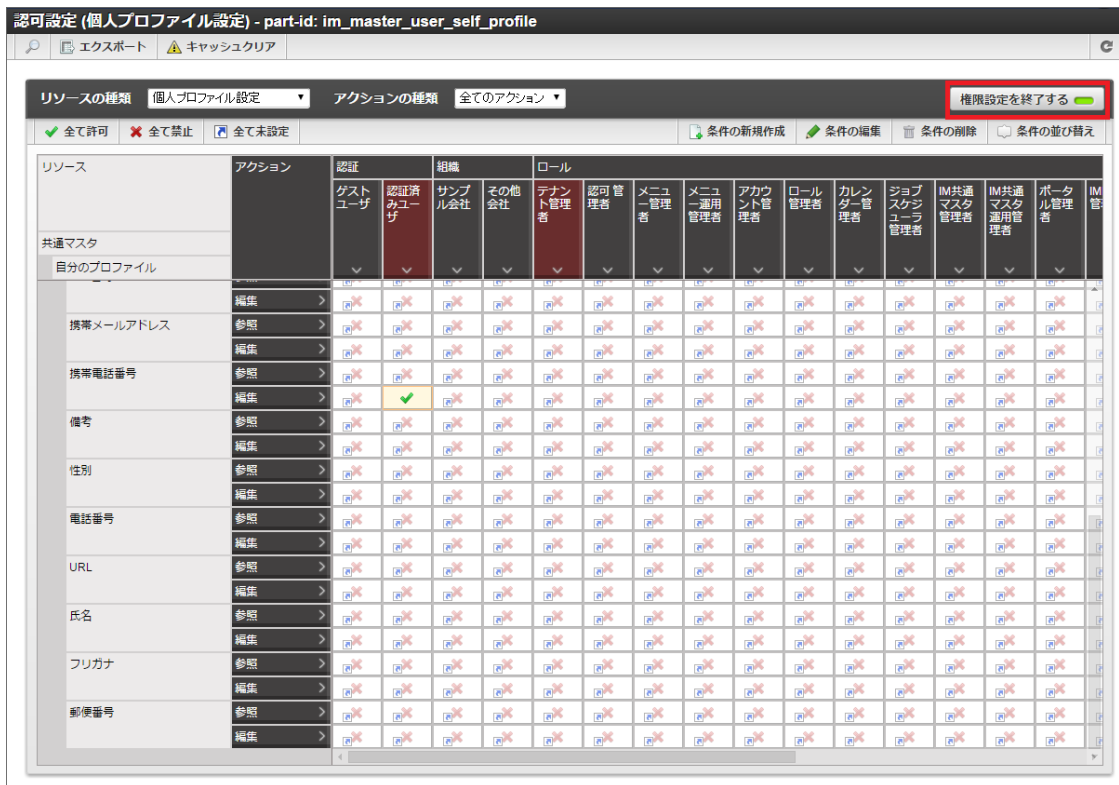 認可設定 (個人プロファイル設定) - part-id: im_master_user_self_profile
エクスポート キャッシュクリア
リソースの種類 個人プロファイル設定 アクションの種類 全てのアクション 権限設定を終了する
全て許可 全て禁止 全て未設定 条件の新規作成 条件の編集 条件の削除 条件の並び替え
リソース アクション 認証 組織 ロール
ゲストユーザ 認証済みユーザ サンプル会社 その他会社 テナント管理者 認可 管理者 メニュー管理者 メニュー運用管理者 アカウント管理者 ロール管理者 カレンダー管理者 ジョブスケジューラ管理者 IM共通マスタ管理者 IM共通マスタ運用管理者 ポータル管理者
共通マスタ
自分のプロファイル
編集
携帯メールアドレス 参照
編集
携帯電話番号 参照
編集
備考 参照
編集
性別 参照
編集
電話番号 参照
編集
URL 参照
編集
氏名 参照
編集
フリガナ 参照
編集
郵便番号 参照
編集